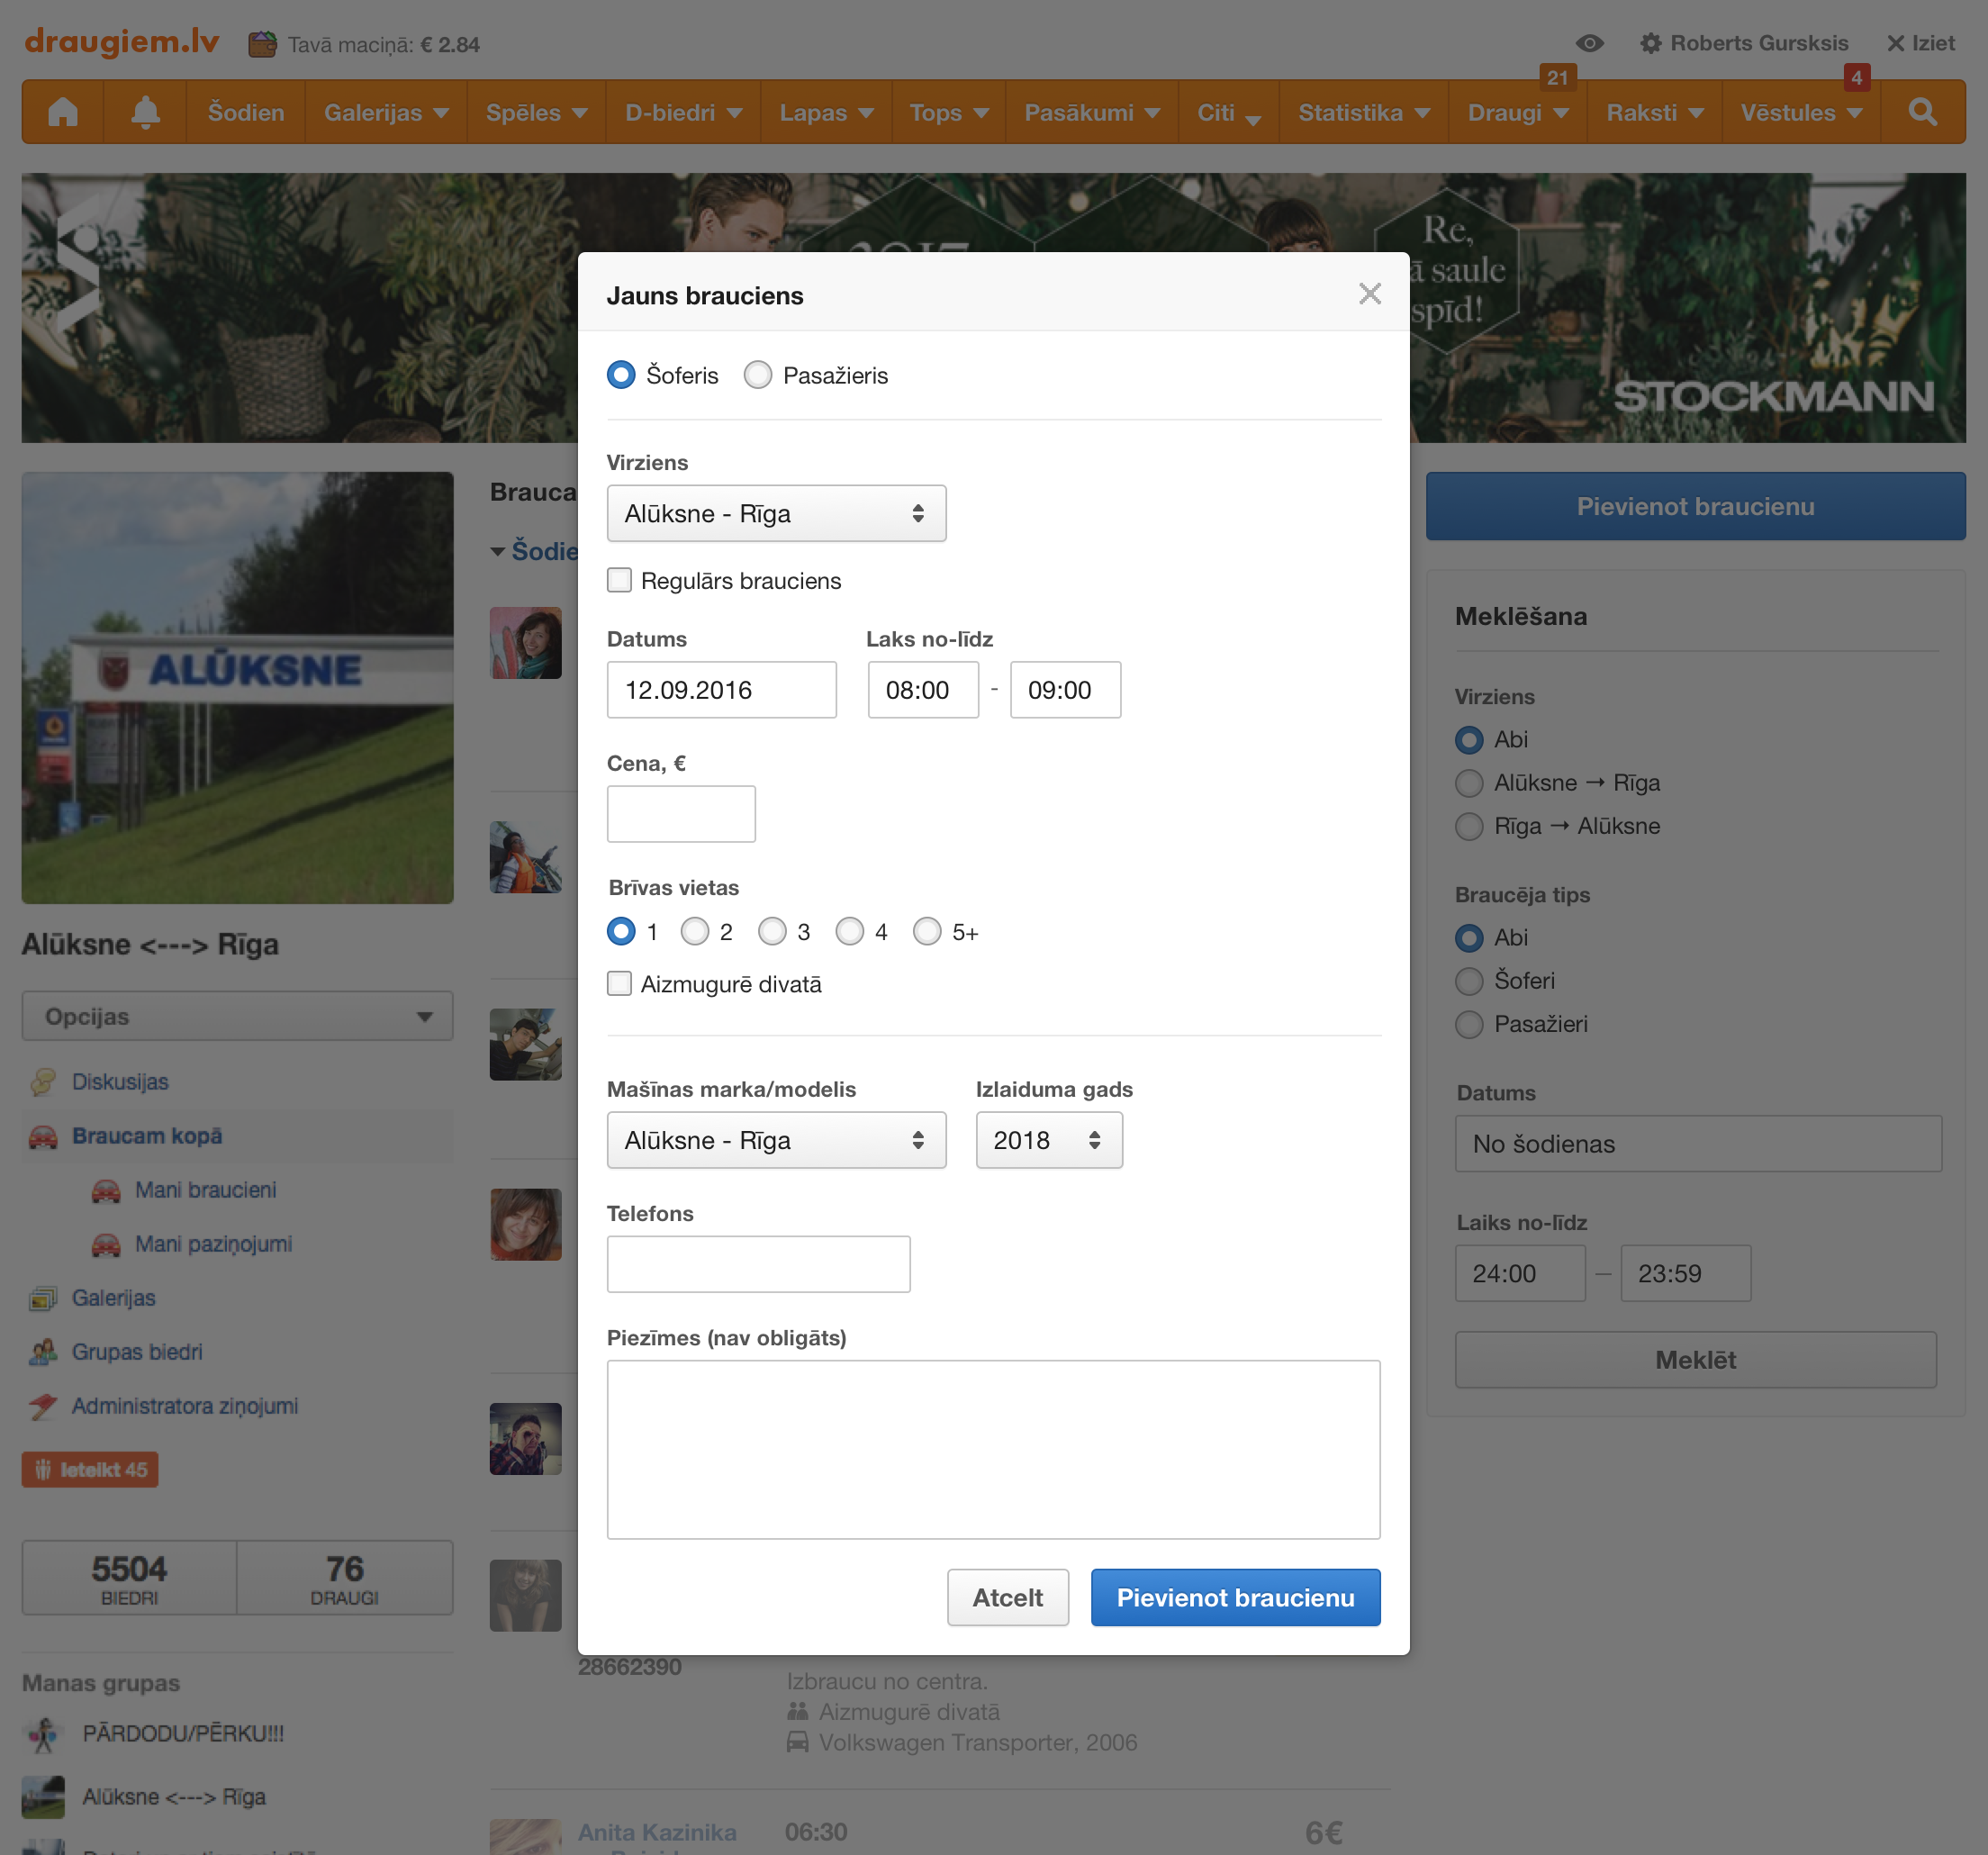 draugiem.lv
Tavā maciņā: € 2.84
Roberts Gursksis
Iziet
21
4
Šodien
Galerijas
Spēles
D-biedri
Lapas
Tops
Pasākumi
Citi
Statistika
Draugi
Raksti
Vēstules
Re,
ā saule
spīd!
STOCKMANN
Jauns brauciens
Šoferis
Pasažieris
Virziens
Alūksne - Rīga
Regulārs brauciens
Datums
Laks no-līdz
12.09.2016
08:00 - 09:00
Cena, €
Brīvas vietas
1 2 3 4 5+
Aizmugurē divatā
Mašīnas marka/modelis
Izlaiduma gads
Alūksne - Rīga
2018
Telefons
Piezīmes (nav obligāts)
Atcelt
Pievienot braucienu
ALŪKSNE
Alūksne <---> Rīga
Opcijas
Diskusijas
Braucam kopā
Mani braucieni
Mani paziņojumi
Galerijas
Grupas biedri
Administratora ziņojumi
Ieteikt 45
5504
BIEDRI
76
DRAUGI
Manas grupas
PĀRDODU/PĒRKU!!!
Alūksne <---> Rīga
Brauca
Šodie
28662390
Izbraucu no centra.
Aizmugurē divatā
Volkswagen Transporter, 2006
Anita Kazinika
06:30
6€
Pievienot braucienu
Meklēšana
Virziens
Abi
Alūksne → Rīga
Rīga → Alūksne
Braucēja tips
Abi
Šoferi
Pasažieri
Datums
No šodienas
Laiks no-līdz
24:00 — 23:59
Meklēt